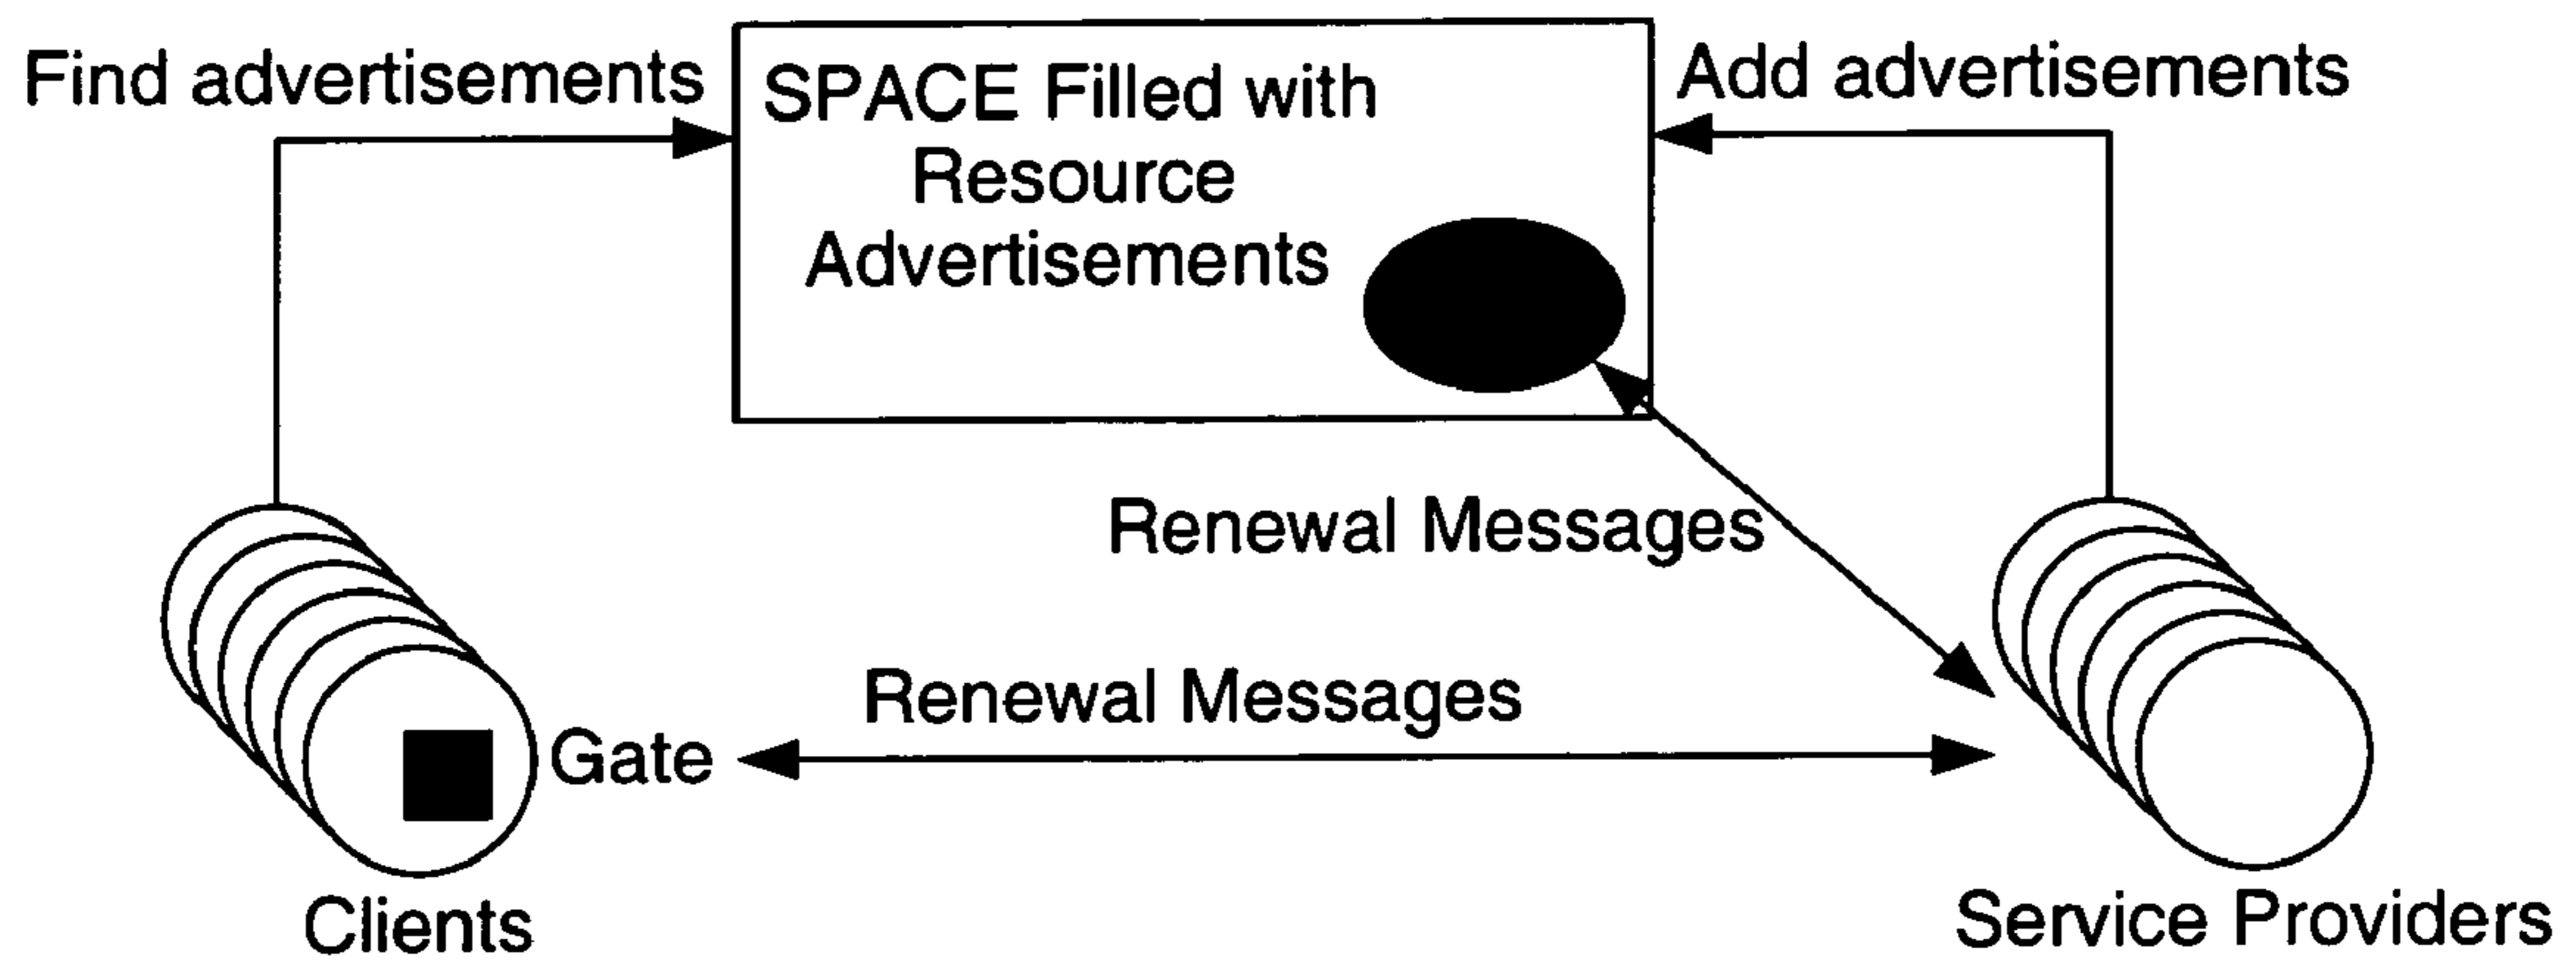 Find advertisements
SPACE Filled with
Resource
Advertisements
Add advertisements
Renewal Messages
Renewal Messages
Gate
Clients
Service Providers